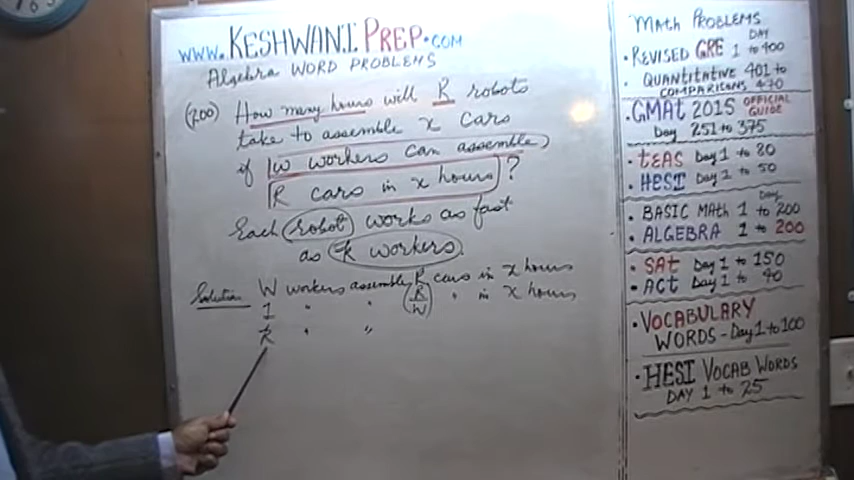 www.KESHWANI PREP.COM
Algebra WORD PROBLEMS
(200) How many hours will R robots
take to assemble x cars
if W workers can assemble
R cars in x hours?
Each robot works as fast
as k workers.
Solution W workers assembly R cars in x hours
1 " " R/W " in x hours
k " "
MATH PROBLEMS
• REVISED GRE DAY 1 to 400
• QUANTITATIVE 401 to
COMPARISONS 470
• GMAT 2015 OFFICIAL GUIDE
Day 251 to 375
• TEAS Day 1 to 80
• HESI Day 1 to 50
• BASIC MATH Day 1 to 200
• ALGEBRA 1 to 200
• SAT Day 1 to 150
• ACT Day 1 to 90
• VOCABULARY
WORDS - Day 1 to 100
• HESI VOCAB WORDS
DAY 1 to 25